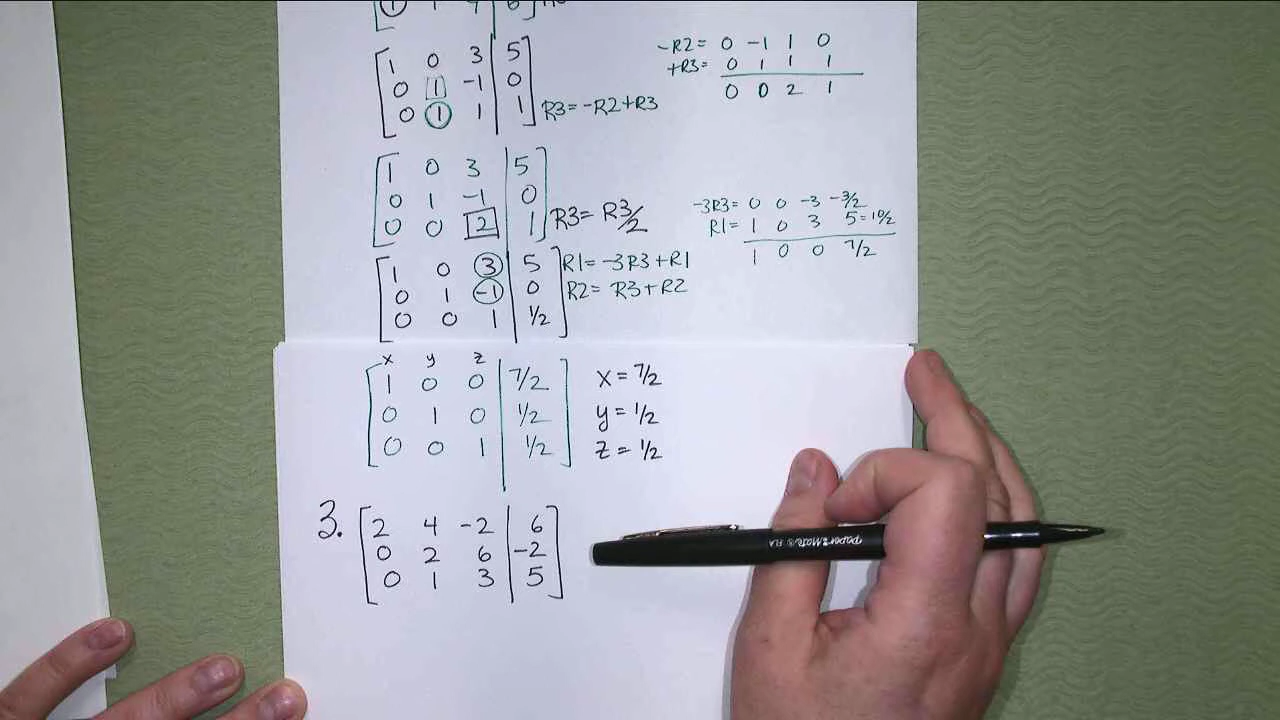 1 0 3 | 5
0 1 -1 | 0
0 1 1 | 1 R3=-R2+R3
-R2= 0 -1 1 0
+R3= 0 1 1 1
0 0 2 1
1 0 3 | 5
0 1 -1 | 0
0 0 2 | 1 R3= R3/2
-3R3= 0 0 -3 -3/2
R1= 1 0 3 5=10/2
1 0 0 7/2
1 0 3 | 5 R1=-3R3+R1
0 1 -1 | 0 R2= R3+R2
0 0 1 | 1/2
x y z
1 0 0 | 7/2 x=7/2
0 1 0 | 1/2 y=1/2
0 0 1 | 1/2 z=1/2
3. 2 4 -2 | 6
0 2 6 | -2
0 1 3 | 5
PAPER:MATE ® FLAIR